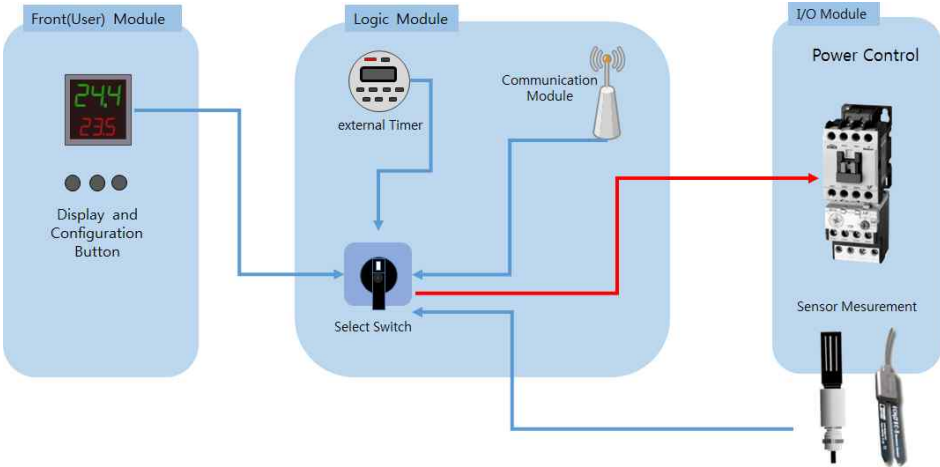 Front(User) Module
Logic Module
I/O Module
Power Control
24.4
23.5
external Timer
Communication
Module
Display and
Configuration
Button
Select Switch
Sensor Mesurement